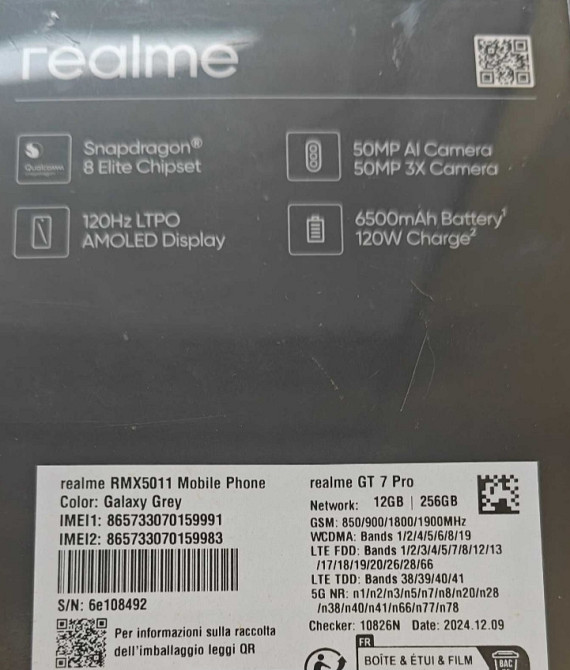 realme
Snapdragon®
8 Elite Chipset
50MP AI Camera
50MP 3X Camera
Qualcomm
120Hz LTPO
AMOLED Display
6500mAh Battery¹
120W Charge²
realme RMX5011 Mobile Phone
Color: Galaxy Grey
IMEI1: 865733070159991
IMEI2: 865733070159983
S/N: 6e108492
Per informazioni sulla raccolta
dell'imballaggio leggi QR
realme GT 7 Pro
Network: 12GB | 256GB
GSM: 850/900/1800/1900MHz
WCDMA: Bands 1/2/4/5/6/8/19
LTE FDD: Bands 1/2/3/4/5/7/8/12/13
/17/18/19/20/26/28/66
LTE TDD: Bands 38/39/40/41
5G NR: n1/n2/n3/n5/n7/n8/n20/n28
/n38/n40/n41/n66/n77/n78
Checker: 10826N Date: 2024.12.09
FR
BOÎTE & ÉTUI & FILM
BAC